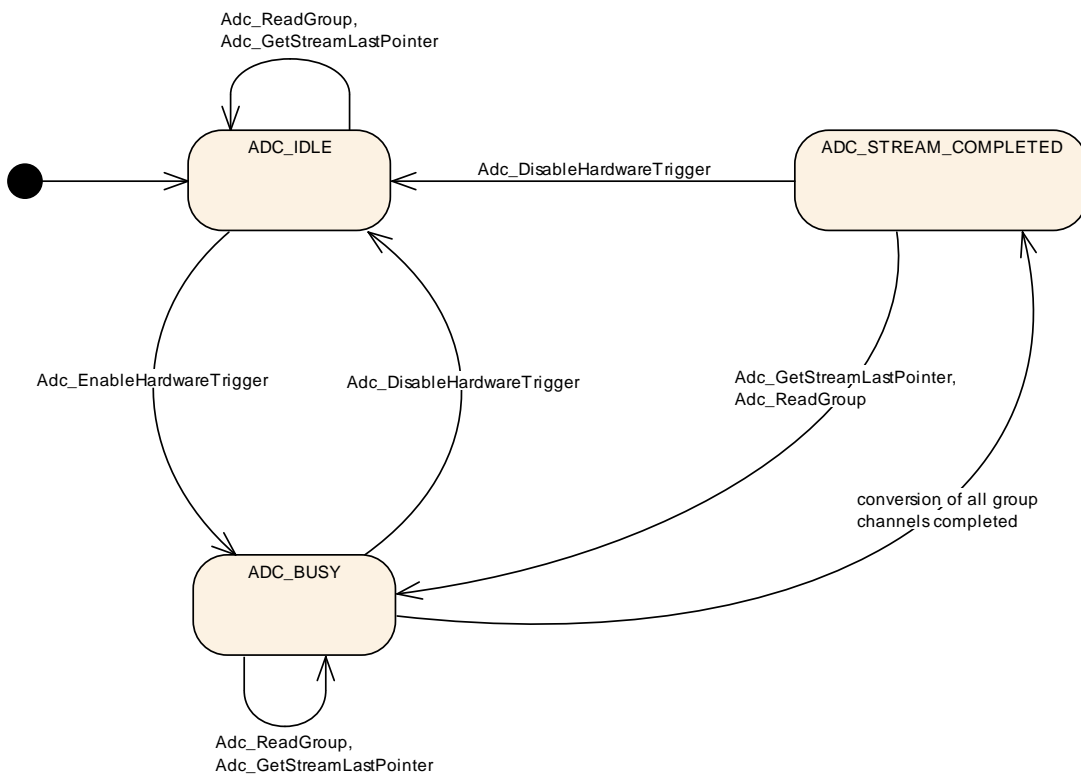 Adc_ReadGroup,
Adc_GetStreamLastPointer
ADC_IDLE
ADC_STREAM_COMPLETED
Adc_DisableHardwareTrigger
Adc_EnableHardwareTrigger
Adc_DisableHardwareTrigger
Adc_GetStreamLastPointer,
Adc_ReadGroup
conversion of all group
channels completed
ADC_BUSY
Adc_ReadGroup,
Adc_GetStreamLastPointer